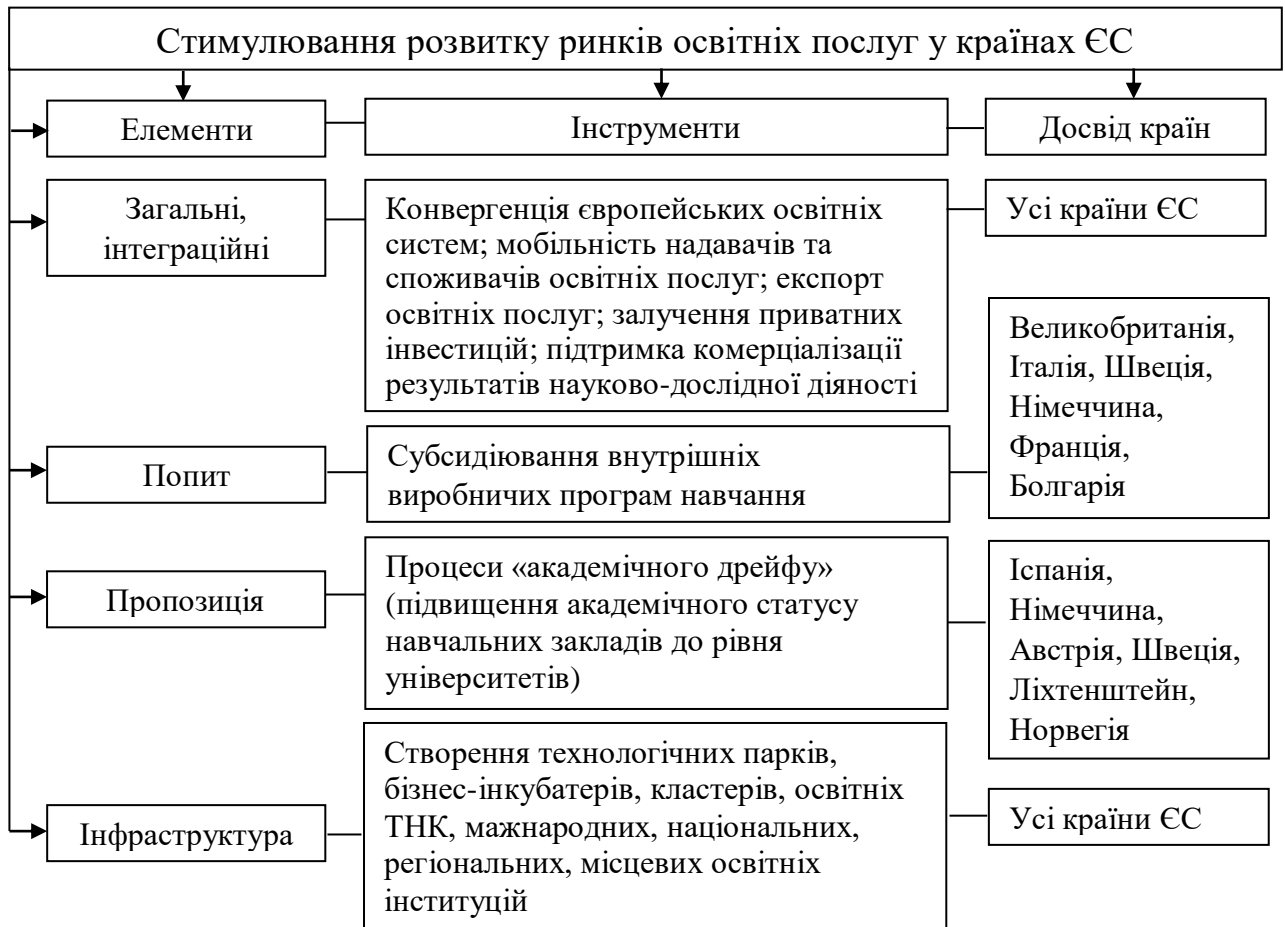 Стимулювання розвитку ринків освітніх послуг у країнах ЄС
Елементи
Інструменти
Досвід країн
Загальні,
інтеграційні
Конвергенція європейських освітніх
систем; мобільність надавачів та
споживачів освітніх послуг; експорт
освітніх послуг; залучення приватних
інвестицій; підтримка комерціалізації
результатів науково-дослідної діяності
Усі країни ЄС
Попит
Субсидіювання внутрішніх
виробничих програм навчання
Великобританія,
Італія, Швеція,
Німеччина,
Франція,
Болгарія
Пропозиція
Процеси «академічного дрейфу»
(підвищення академічного статусу
навчальних закладів до рівня
університетів)
Іспанія,
Німеччина,
Австрія, Швеція,
Ліхтенштейн,
Норвегія
Інфраструктура
Створення технологічних парків,
бізнес-інкубатерів, кластерів, освітніх
ТНК, мажнародних, національних,
регіональних, місцевих освітніх
інституцій
Усі країни ЄС